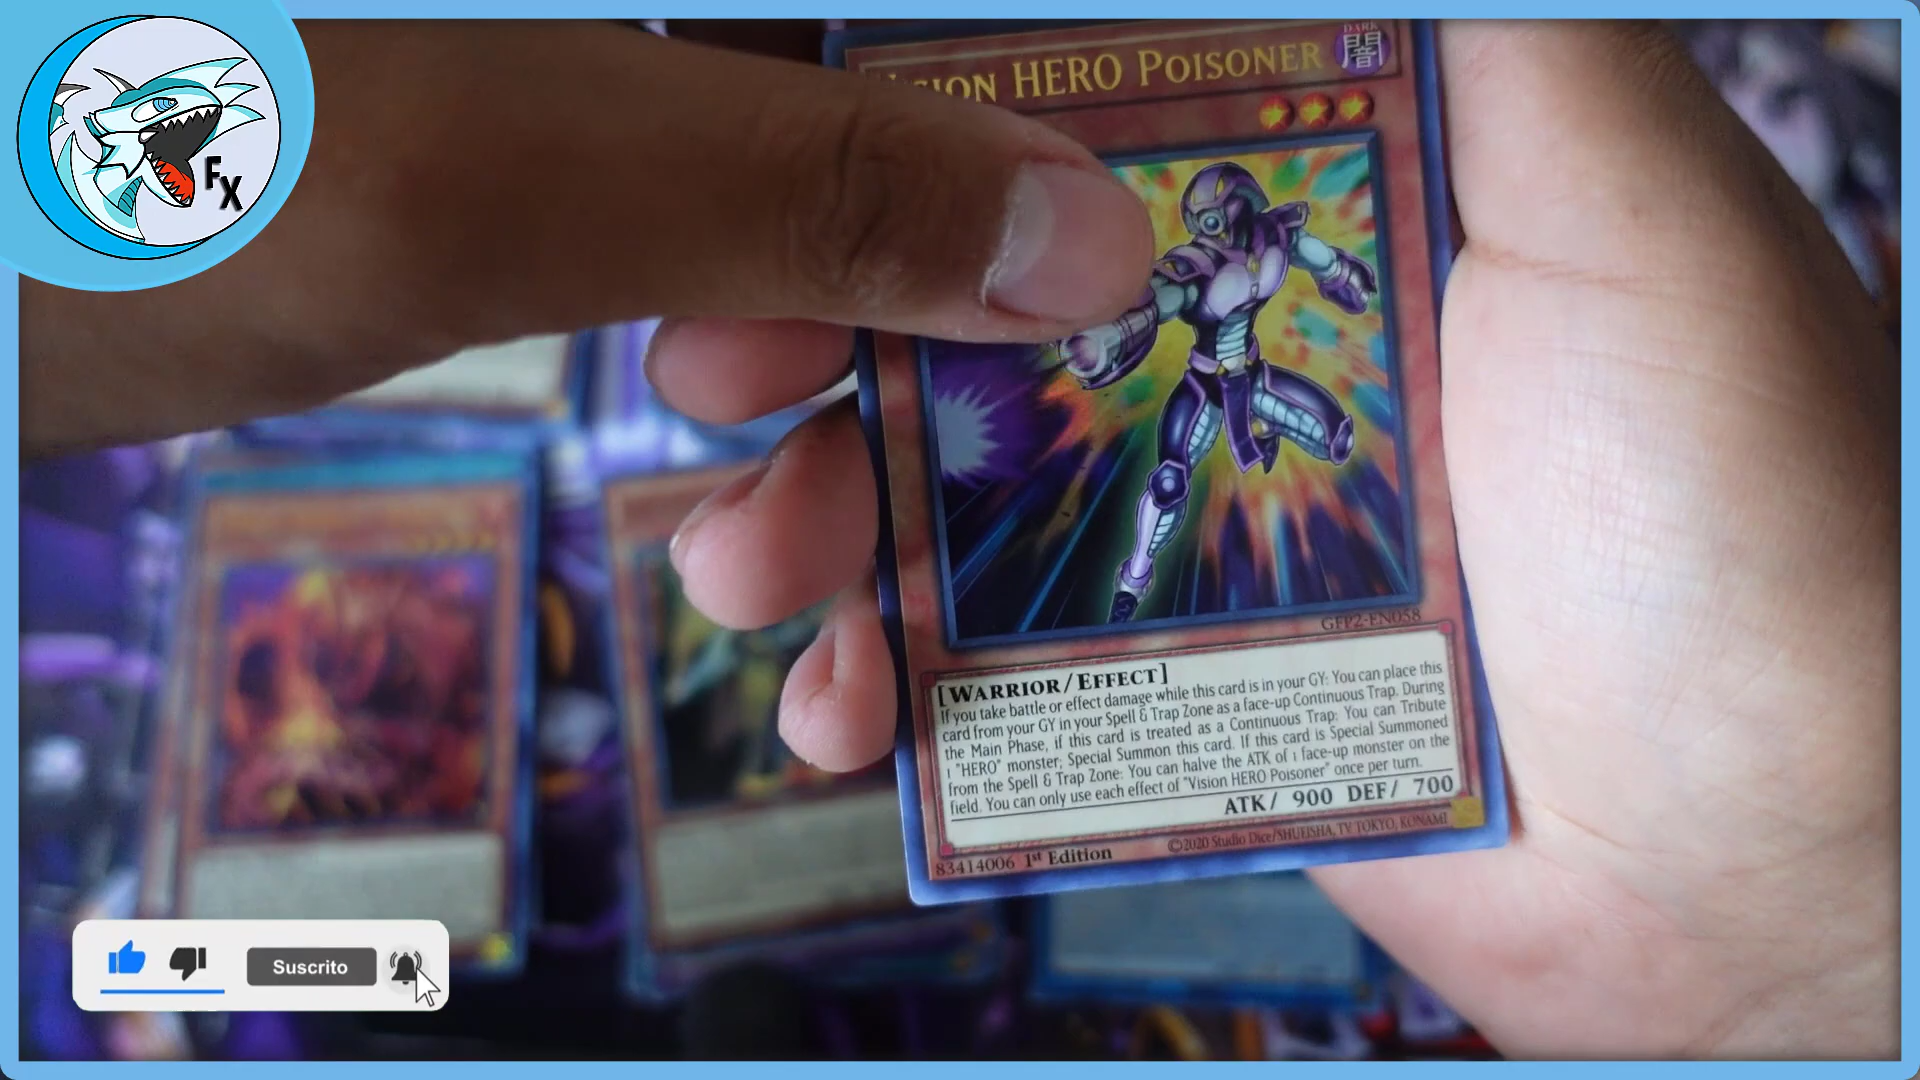 FX
ION HERO POISONER
DARK
闇
GFP2-EN058
[WARRIOR/EFFECT]
If you take battle or effect damage while this card is in your GY: You can place this
card from your GY in your Spell & Trap Zone as a face-up Continuous Trap. During
the Main Phase, if this card is treated as a Continuous Trap: You can Tribute
1 "HERO" monster; Special Summon this card. If this card is Special Summoned
from the Spell & Trap Zone: You can halve the ATK of 1 face-up monster on the
field. You can only use each effect of "Vision HERO Poisoner" once per turn.
ATK/ 900 DEF/ 700
83414006 1st Edition
©2020 Studio Dice/SHUEISHA, TV TOKYO, KONAMI
Suscrito